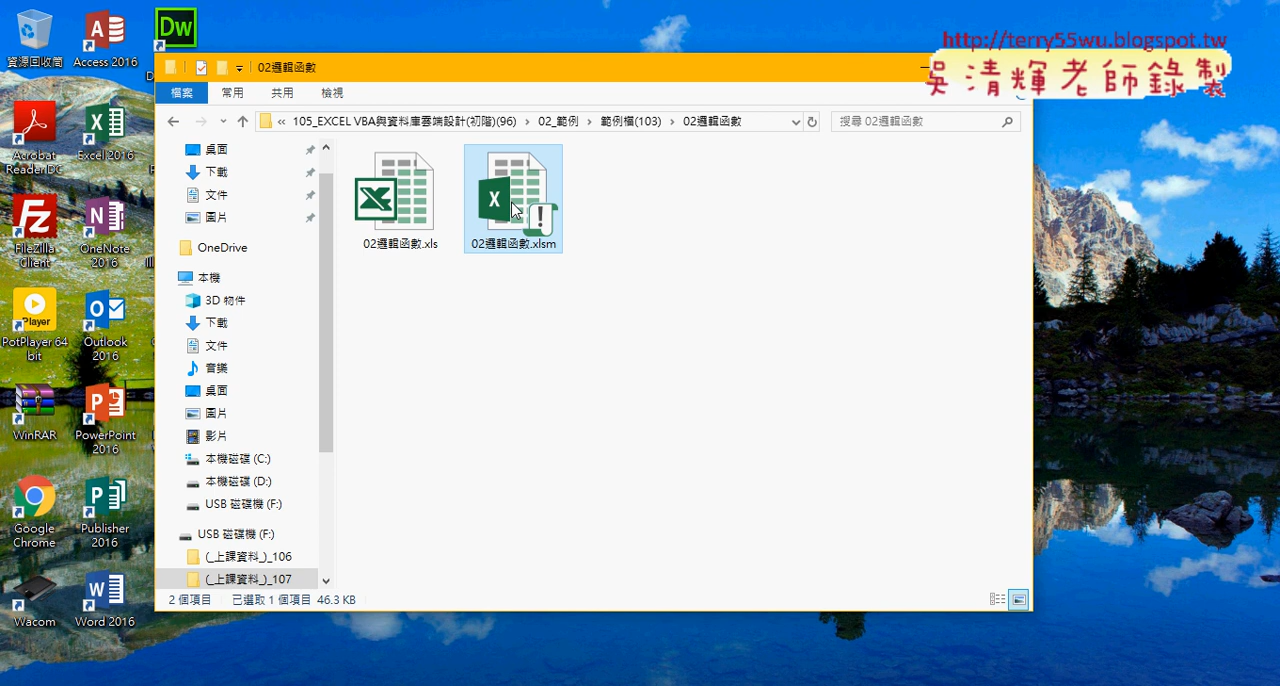 http://terry55wu.blogspot.tw
吳清輝老師錄製
資源回收筒
Access 2016
Dw
Acrobat
Reader DC
Excel 2016
FileZilla
Client
OneNote
2016
Player
PotPlayer 64
bit
Outlook
2016
WinRAR
PowerPoint
2016
Google
Chrome
Publisher
2016
Wacom
Word 2016
02邏輯函數
檔案
常用
共用
檢視
« 105_EXCEL VBA與資料庫雲端設計(初階)(96) › 02_範例 › 範例檔(103) › 02邏輯函數
搜尋 02邏輯函數
桌面
下載
文件
圖片
OneDrive
本機
3D 物件
下載
文件
音樂
桌面
圖片
影片
本機磁碟 (C:)
本機磁碟 (D:)
USB 磁碟機 (F:)
USB 磁碟機 (F:)
(_上課資料_)_106
(_上課資料_)_107
02邏輯函數.xls
02邏輯函數.xlsm
2 個項目
已選取 1 個項目
46.3 KB